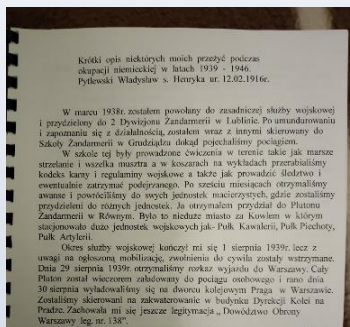 Krótki opis niektórych moich przeżyć podczas
okupacji niemieckiej w latach 1939 - 1946.
Pytlewski Władysław s. Henryka ur. 12.02.1916r.
W marcu 1938r. zostałem powołany do zasadniczej służby wojskowej
i przydzielony do 2 Dywizjonu Żandarmerii w Lublinie. Po umundurowaniu
i zapoznaniu się z działalnością, zostałem wraz z innymi skierowany do
Szkoły Żandarmerii w Grudziądzu dokąd pojechaliśmy pociągiem.
W szkole tej były prowadzone ćwiczenia w terenie takie jak marsze
strzelanie i wszelka musztra a w koszarach na wykładach przerabialiśmy
kodeks karny i regulaminy wojskowe a także jak prowadzić śledztwo i
ewentualnie zatrzymać podejrzanego. Po sześciu miesiącach otrzymaliśmy
awanse i powróciliśmy do swych jednostek macierzystych, gdzie zostaliśmy
przydzieleni do różnych jednostek. Ja otrzymałem przydział do Plutonu
Żandarmerii w Równym. Było to nieduże miasto za Kowlem w którym
stacjonowało dużo jednostek wojskowych jak- Pułk Kawalerii, Pułk Piechoty,
Pułk Artylerii.
Okres służby wojskowej kończył mi się 1 sierpnia 1939r. lecz z
uwagi na ogłoszoną mobilizację, zwolnienia do cywila zostały wstrzymane.
Dnia 29 sierpnia 1939r. otrzymaliśmy rozkaz wyjazdu do Warszawy. Cały
Pluton został wieczorem załadowany do pociągu osobowego i rano dnia
30 sierpnia wyładowaliśmy się na dworcu kolejowym Praga w Warszawie.
Zostaliśmy skierowani na zakwaterowanie w budynku Dyrekcji Kolei na
Pradze. Zachowała mi się jeszcze legitymacja „Dowództwo Obrony
Warszawy leg. nr. 138”.